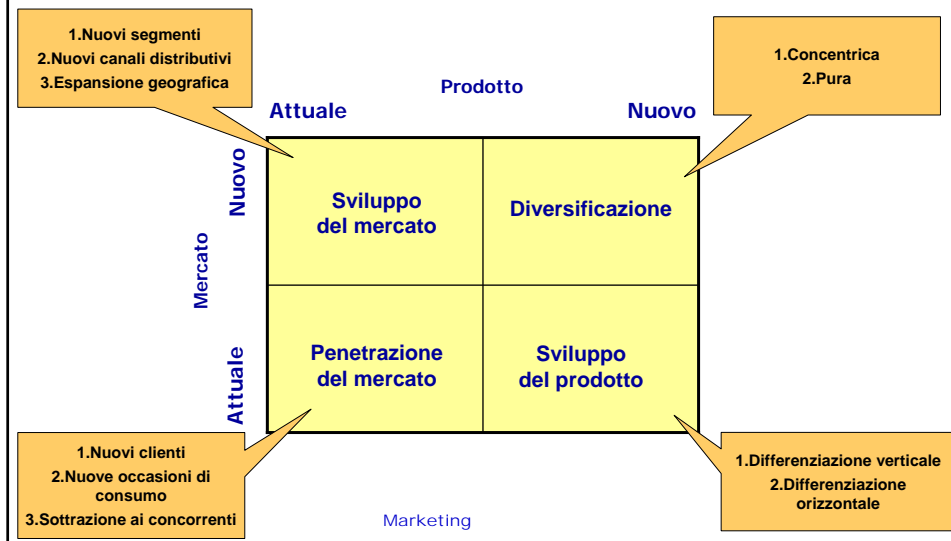 1.Nuovi segmenti
2.Nuovi canali distributivi
3.Espansione geografica
1.Concentrica
2.Pura
Prodotto
Attuale
Nuovo
Mercato
Nuovo
Attuale
Sviluppo
del mercato
Diversificazione
Penetrazione
del mercato
Sviluppo
del prodotto
1.Nuovi clienti
2.Nuove occasioni di
consumo
3.Sottrazione ai concorrenti
1.Differenziazione verticale
2.Differenziazione
orizzontale
Marketing